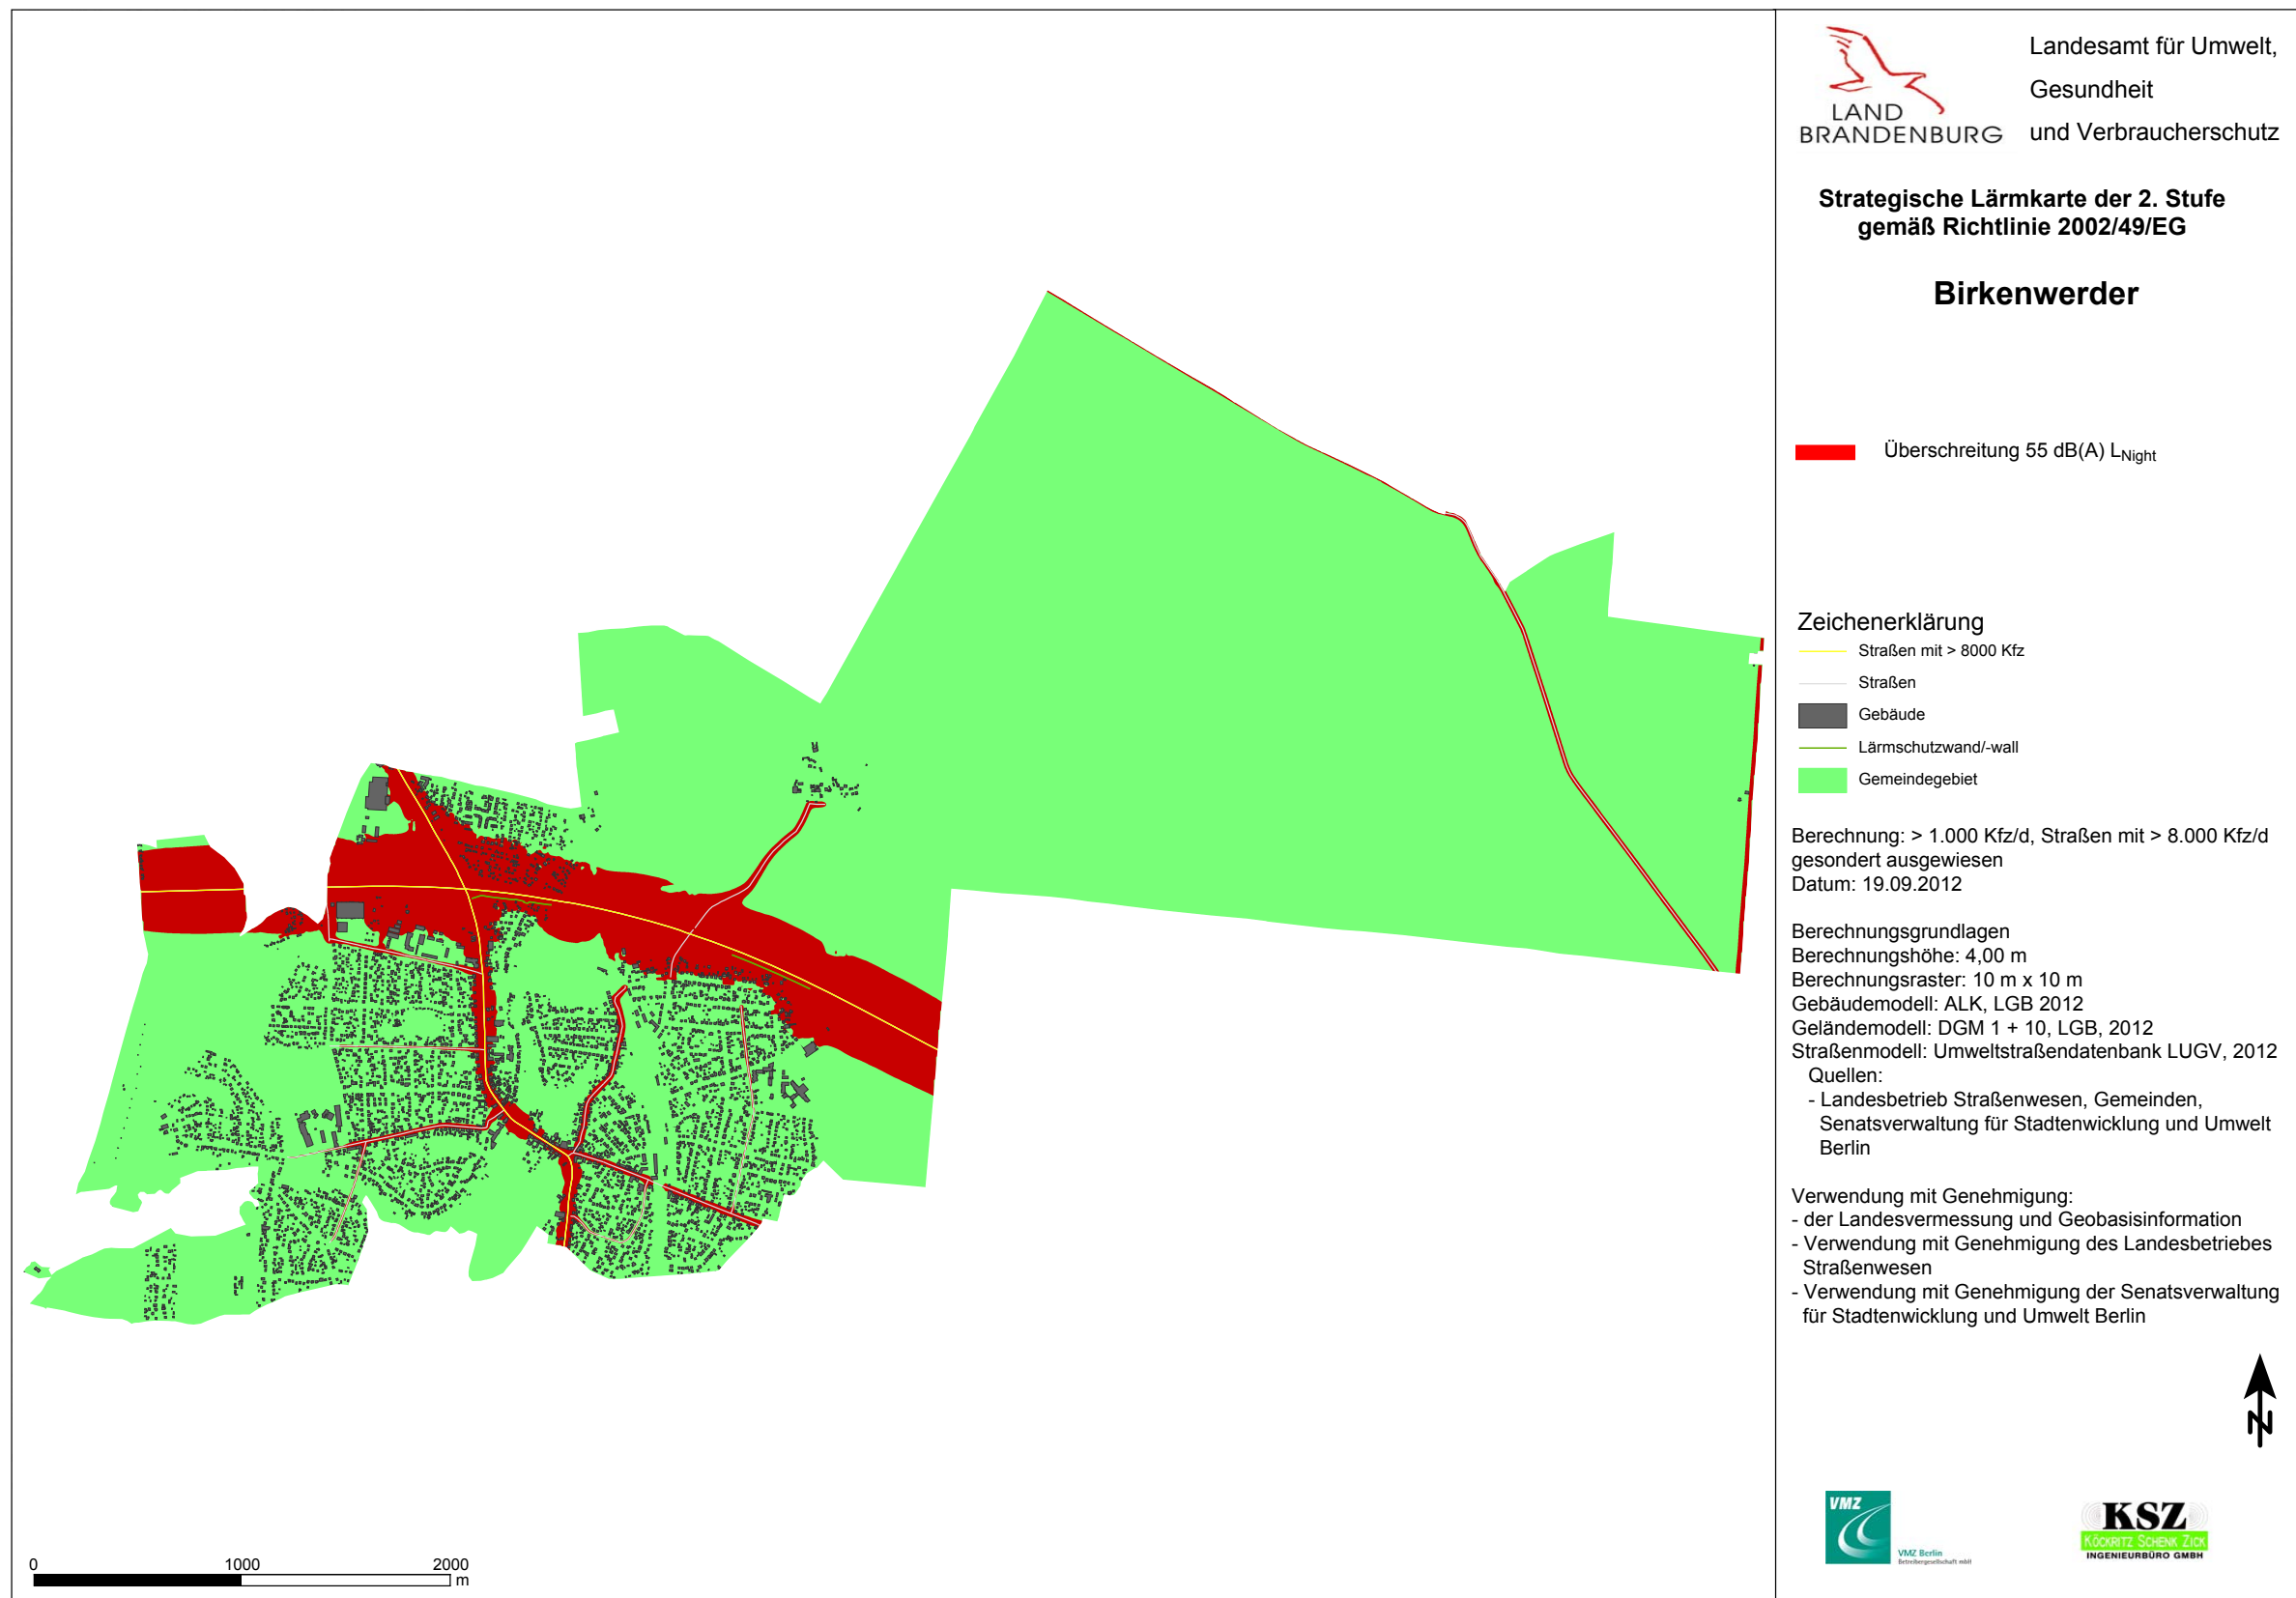 LAND
BRANDENBURG
Landesamt für Umwelt,
Gesundheit
und Verbraucherschutz
Strategische Lärmkarte der 2. Stufe
gemäß Richtlinie 2002/49/EG
Birkenwerder
Überschreitung 55 dB(A) LNight
Zeichenerklärung
Straßen mit > 8000 Kfz
Straßen
Gebäude
Lärmschutzwand/-wall
Gemeindegebiet
Berechnung: > 1.000 Kfz/d, Straßen mit > 8.000 Kfz/d
gesondert ausgewiesen
Datum: 19.09.2012
Berechnungsgrundlagen
Berechnungshöhe: 4,00 m
Berechnungsraster: 10 m x 10 m
Gebäudemodell: ALK, LGB 2012
Geländemodell: DGM 1 + 10, LGB, 2012
Straßenmodell: Umweltstraßendatenbank LUGV, 2012
Quellen:
- Landesbetrieb Straßenwesen, Gemeinden,
Senatsverwaltung für Stadtenwicklung und Umwelt
Berlin
Verwendung mit Genehmigung:
- der Landesvermessung und Geobasisinformation
- Verwendung mit Genehmigung des Landesbetriebes
Straßenwesen
- Verwendung mit Genehmigung der Senatsverwaltung
für Stadtenwicklung und Umwelt Berlin
N
VMZ
VMZ Berlin
Betreibergesellschaft mbH
KSZ
KÖCKRITZ SCHENK ZICK
INGENIEURBÜRO GMBH
0 1000 2000
m